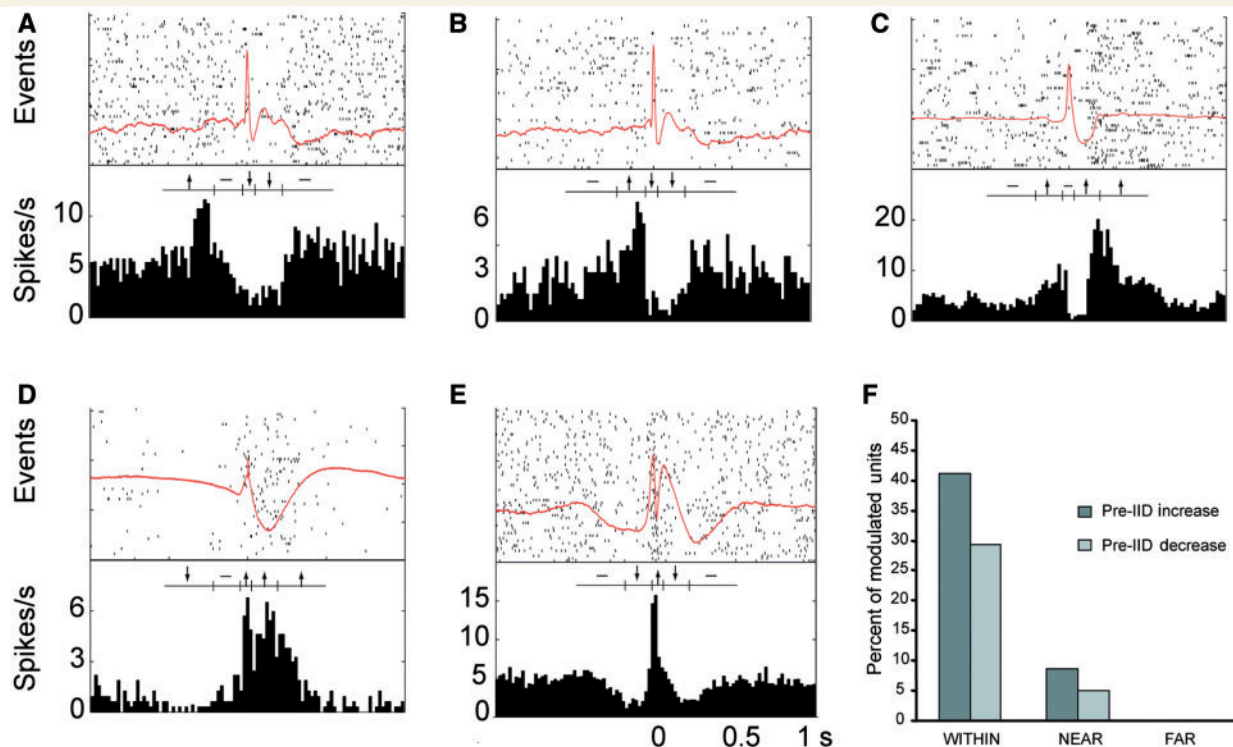 A
B
C
Events
Spikes/s
10
5
0
6
3
0
20
10
0
D
E
F
Events
Spikes/s
6
3
0
15
10
5
0
0 0.5 1 s
Percent of modulated units
50
45
40
35
30
25
20
15
10
5
0
Pre-IID increase
Pre-IID decrease
WITHIN NEAR FAR